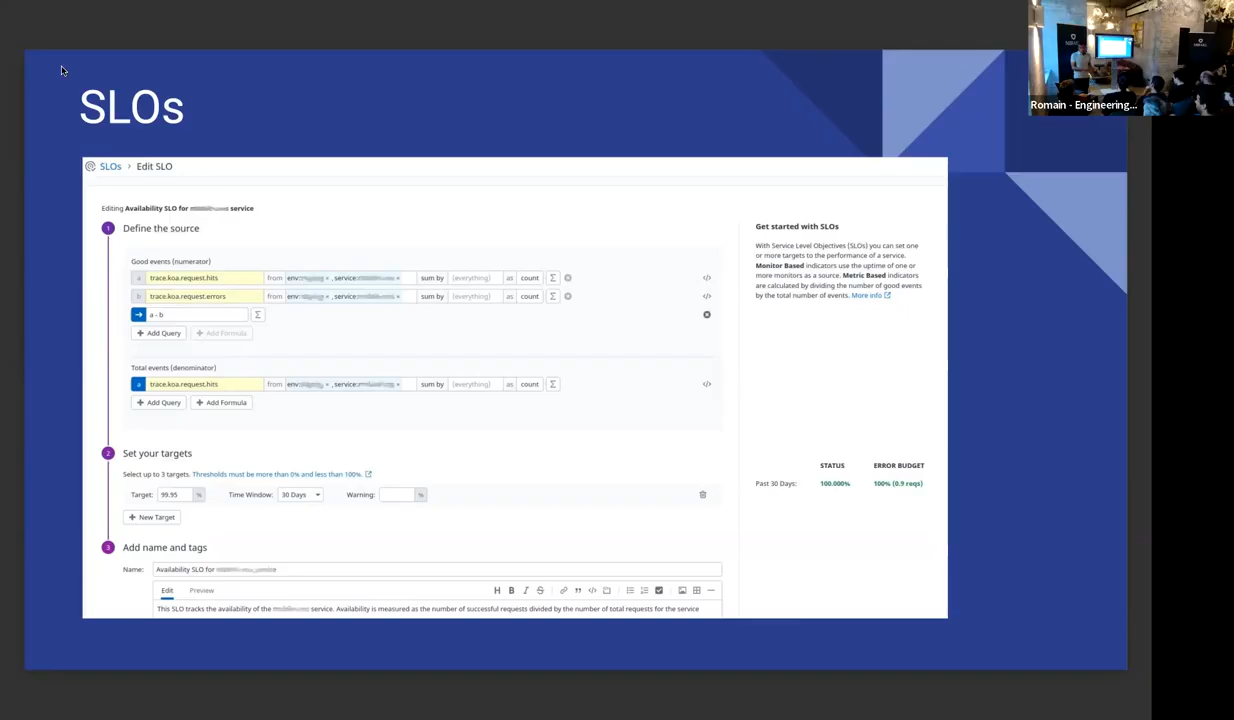 SLOs
Romain - Engineering...
SLOs › Edit SLO
Editing Availability SLO for service
1 Define the source
Good events (numerator)
a trace.koa.request.hits from env: × , service: × sum by (everything) as count Σ
b trace.koa.request.errors from env: × , service: × sum by (everything) as count Σ
a - b Σ
+ Add Query + Add Formula
Total events (denominator)
a trace.koa.request.hits from env: × , service: × sum by (everything) as count Σ
+ Add Query + Add Formula
2 Set your targets
Select up to 3 targets. Thresholds must be more than 0% and less than 100%.
Target: 99.95 % Time Window: 30 Days Warning: %
+ New Target
3 Add name and tags
Name: Availability SLO for
Edit Preview
This SLO tracks the availability of the service. Availability is measured as the number of successful requests divided by the number of total requests for the service
Get started with SLOs
With Service Level Objectives (SLOs) you can set one
or more targets to the performance of a service.
Monitor Based indicators use the uptime of one or
more monitors as a source. Metric Based indicators
are calculated by dividing the number of good events
by the total number of events. More info
STATUS ERROR BUDGET
Past 30 Days: 100.000% 100% (0.9 reqs)